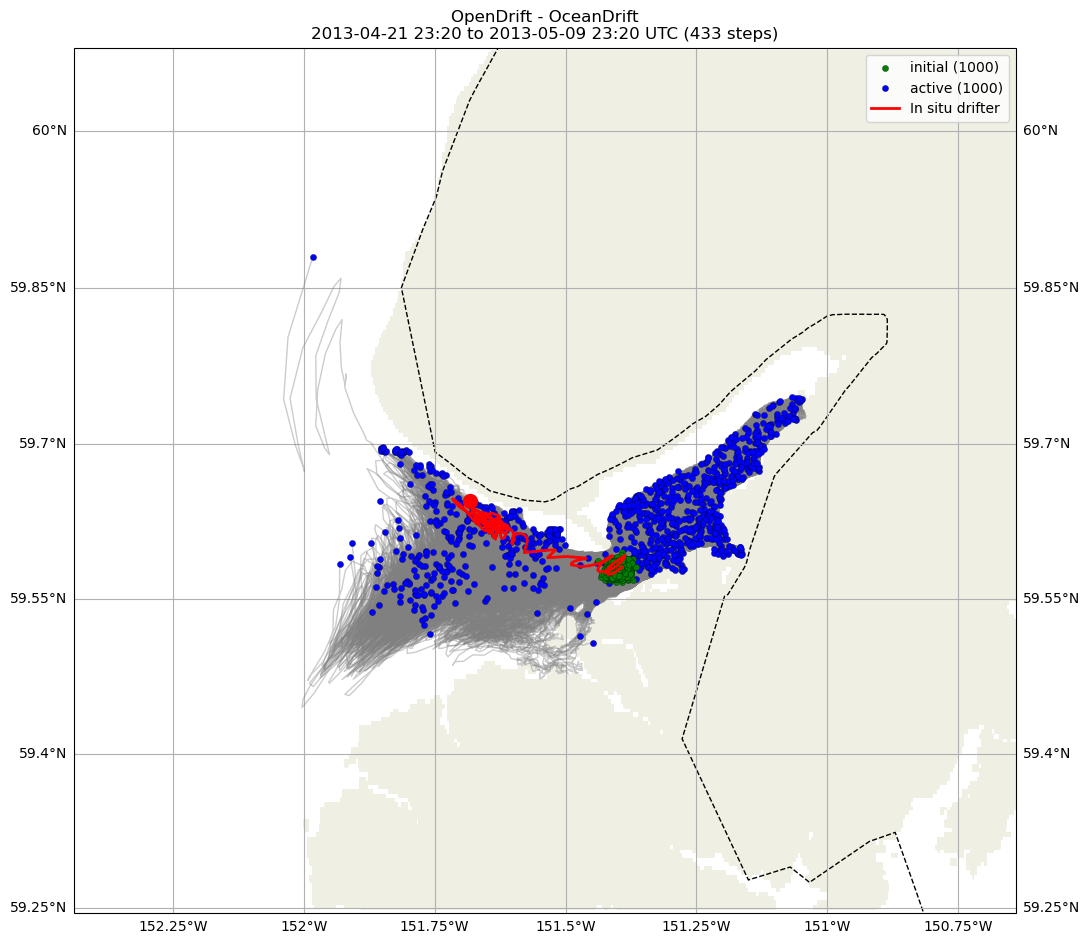 OpenDrift - OceanDrift
2013-04-21 23:20 to 2013-05-09 23:20 UTC (433 steps)
initial (1000)
active (1000)
In situ drifter
60°N
60°N
59.85°N
59.85°N
59.7°N
59.7°N
59.55°N
59.55°N
59.4°N
59.4°N
59.25°N
59.25°N
152.25°W
152°W
151.75°W
151.5°W
151.25°W
151°W
150.75°W